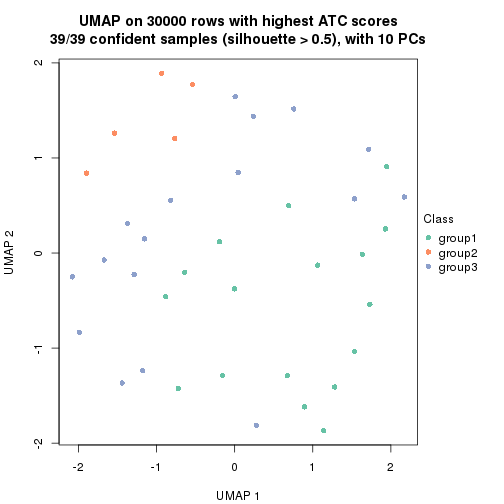 UMAP on 30000 rows with highest ATC scores
39/39 confident samples (silhouette > 0.5), with 10 PCs
2
1
0
-1
-2
UMAP 2
-2 -1 0 1 2
UMAP 1
Class
group1
group2
group3